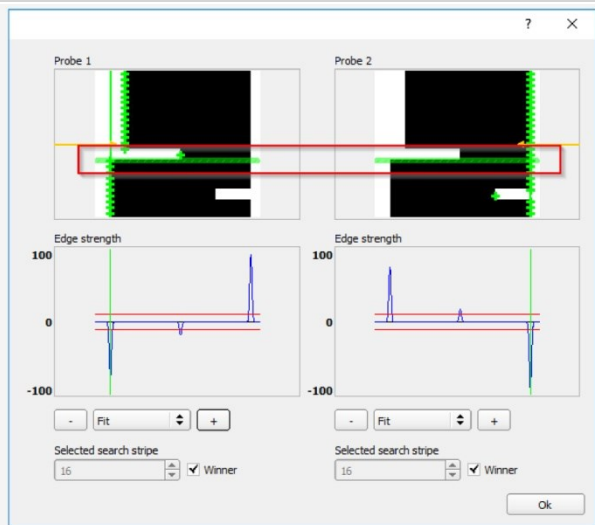 ?
Probe 1
Probe 2
Edge strength
Edge strength
100
0
-100
100
0
-100
- Fit +
- Fit +
Selected search stripe
Selected search stripe
16 Winner
16 Winner
Ok